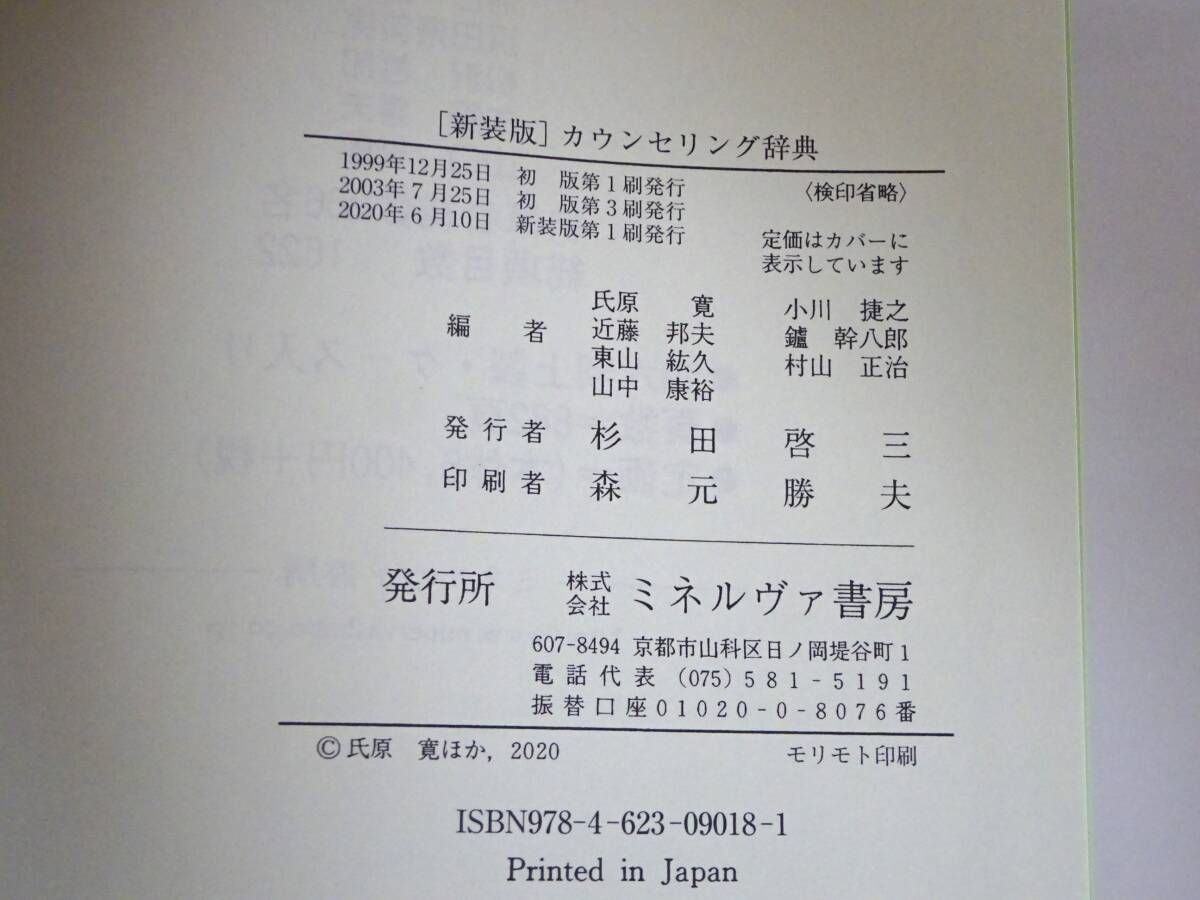 ［新装版］カウンセリング辞典
1999年12月25日　初　版第1刷発行　〈検印省略〉
2003年7月25日　初　版第3刷発行
2020年6月10日　新装版第1刷発行
定価はカバーに
表示しています
氏原　寛　小川　捷之
編　者　近藤　邦夫　鑪　幹八郎
東山　紘久　村山　正治
山中　康裕
発行者　杉田啓三
印刷者　森元勝夫
発行所　株式会社　ミネルヴァ書房
607-8494 京都市山科区日ノ岡堤谷町1
電話代表 (075)581-5191
振替口座01020-0-8076番
©氏原　寛ほか, 2020　モリモト印刷
ISBN978-4-623-09018-1
Printed in Japan